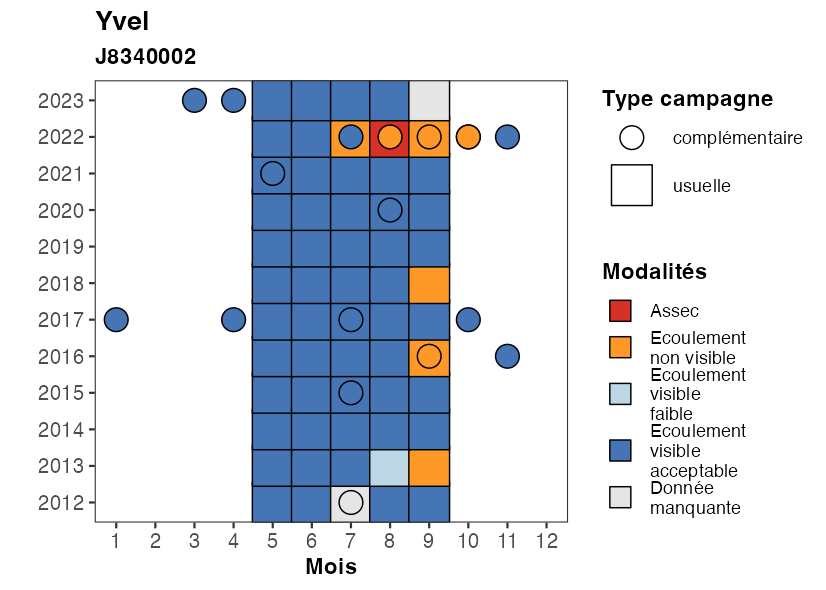 Yvel
J8340002
2023
2022
2021
2020
2019
2018
2017
2016
2015
2014
2013
2012
1 2 3 4 5 6 7 8 9 10 11 12
Mois
Type campagne
complémentaire
usuelle
Modalités
Assec
Ecoulement
non visible
Ecoulement
visible
faible
Ecoulement
visible
acceptable
Donnée
manquante